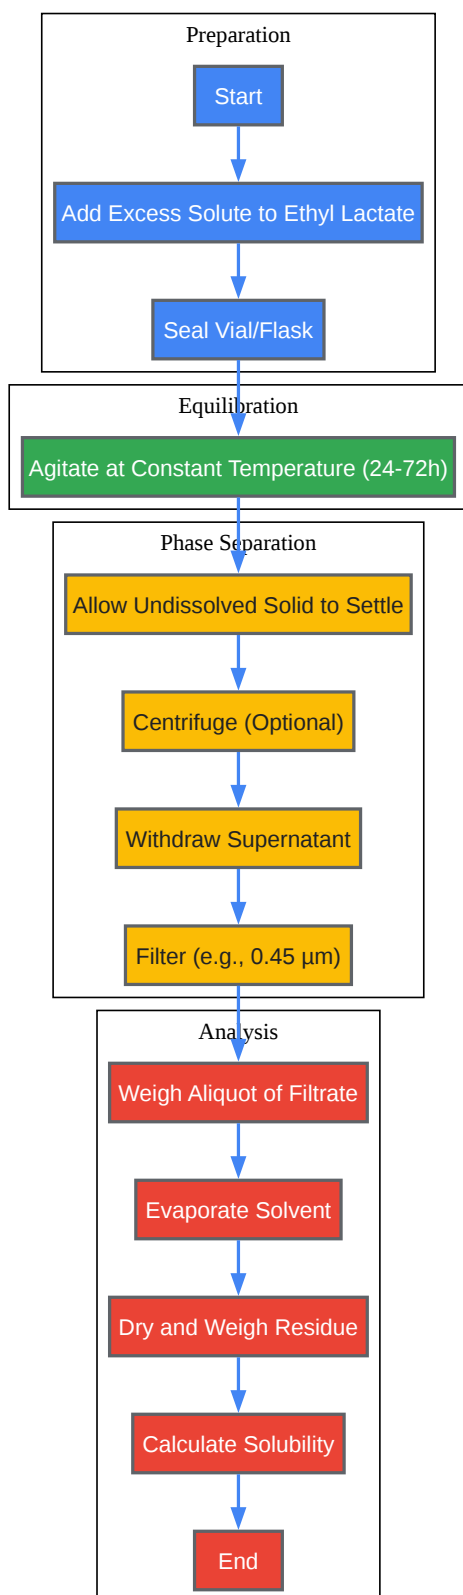 Preparation
Start
Add Excess Solute to Ethyl Lactate
Seal Vial/Flask
Equilibration
Agitate at Constant Temperature (24-72h)
Phase Separation
Allow Undissolved Solid to Settle
Centrifuge (Optional)
Withdraw Supernatant
Filter (e.g., 0.45 µm)
Analysis
Weigh Aliquot of Filtrate
Evaporate Solvent
Dry and Weigh Residue
Calculate Solubility
End